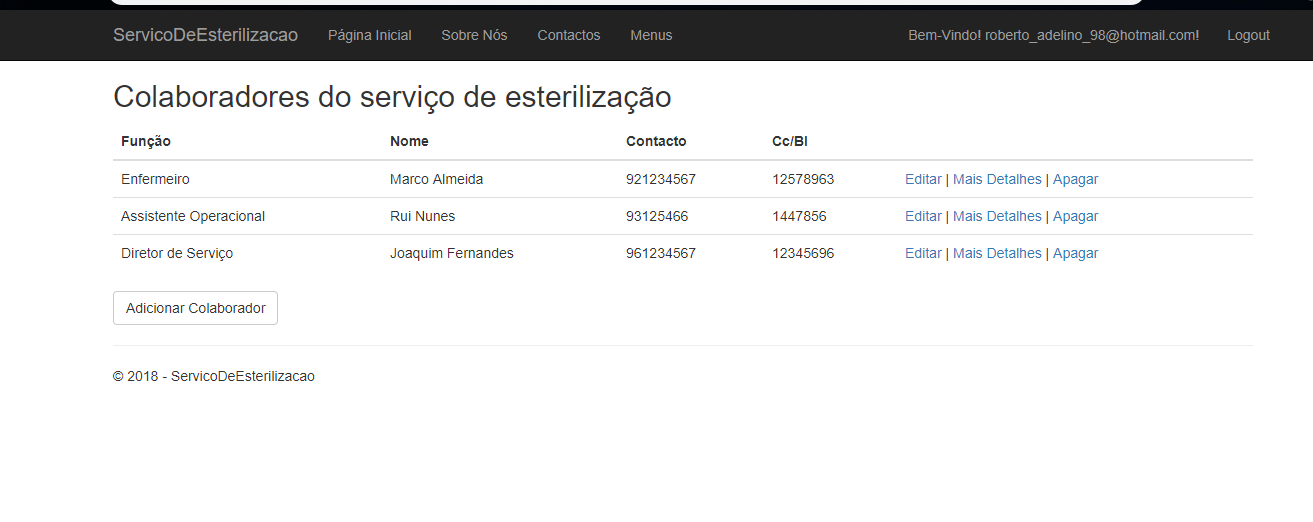 ServicoDeEsterilizacao Página Inicial Sobre Nós Contactos Menus Bem-Vindo! roberto_adelino_98@hotmail.com! Logout
Colaboradores do serviço de esterilização
Função Nome Contacto Cc/BI
Enfermeiro Marco Almeida 921234567 12578963 Editar | Mais Detalhes | Apagar
Assistente Operacional Rui Nunes 93125466 1447856 Editar | Mais Detalhes | Apagar
Diretor de Serviço Joaquim Fernandes 961234567 12345696 Editar | Mais Detalhes | Apagar
Adicionar Colaborador
© 2018 - ServicoDeEsterilizacao